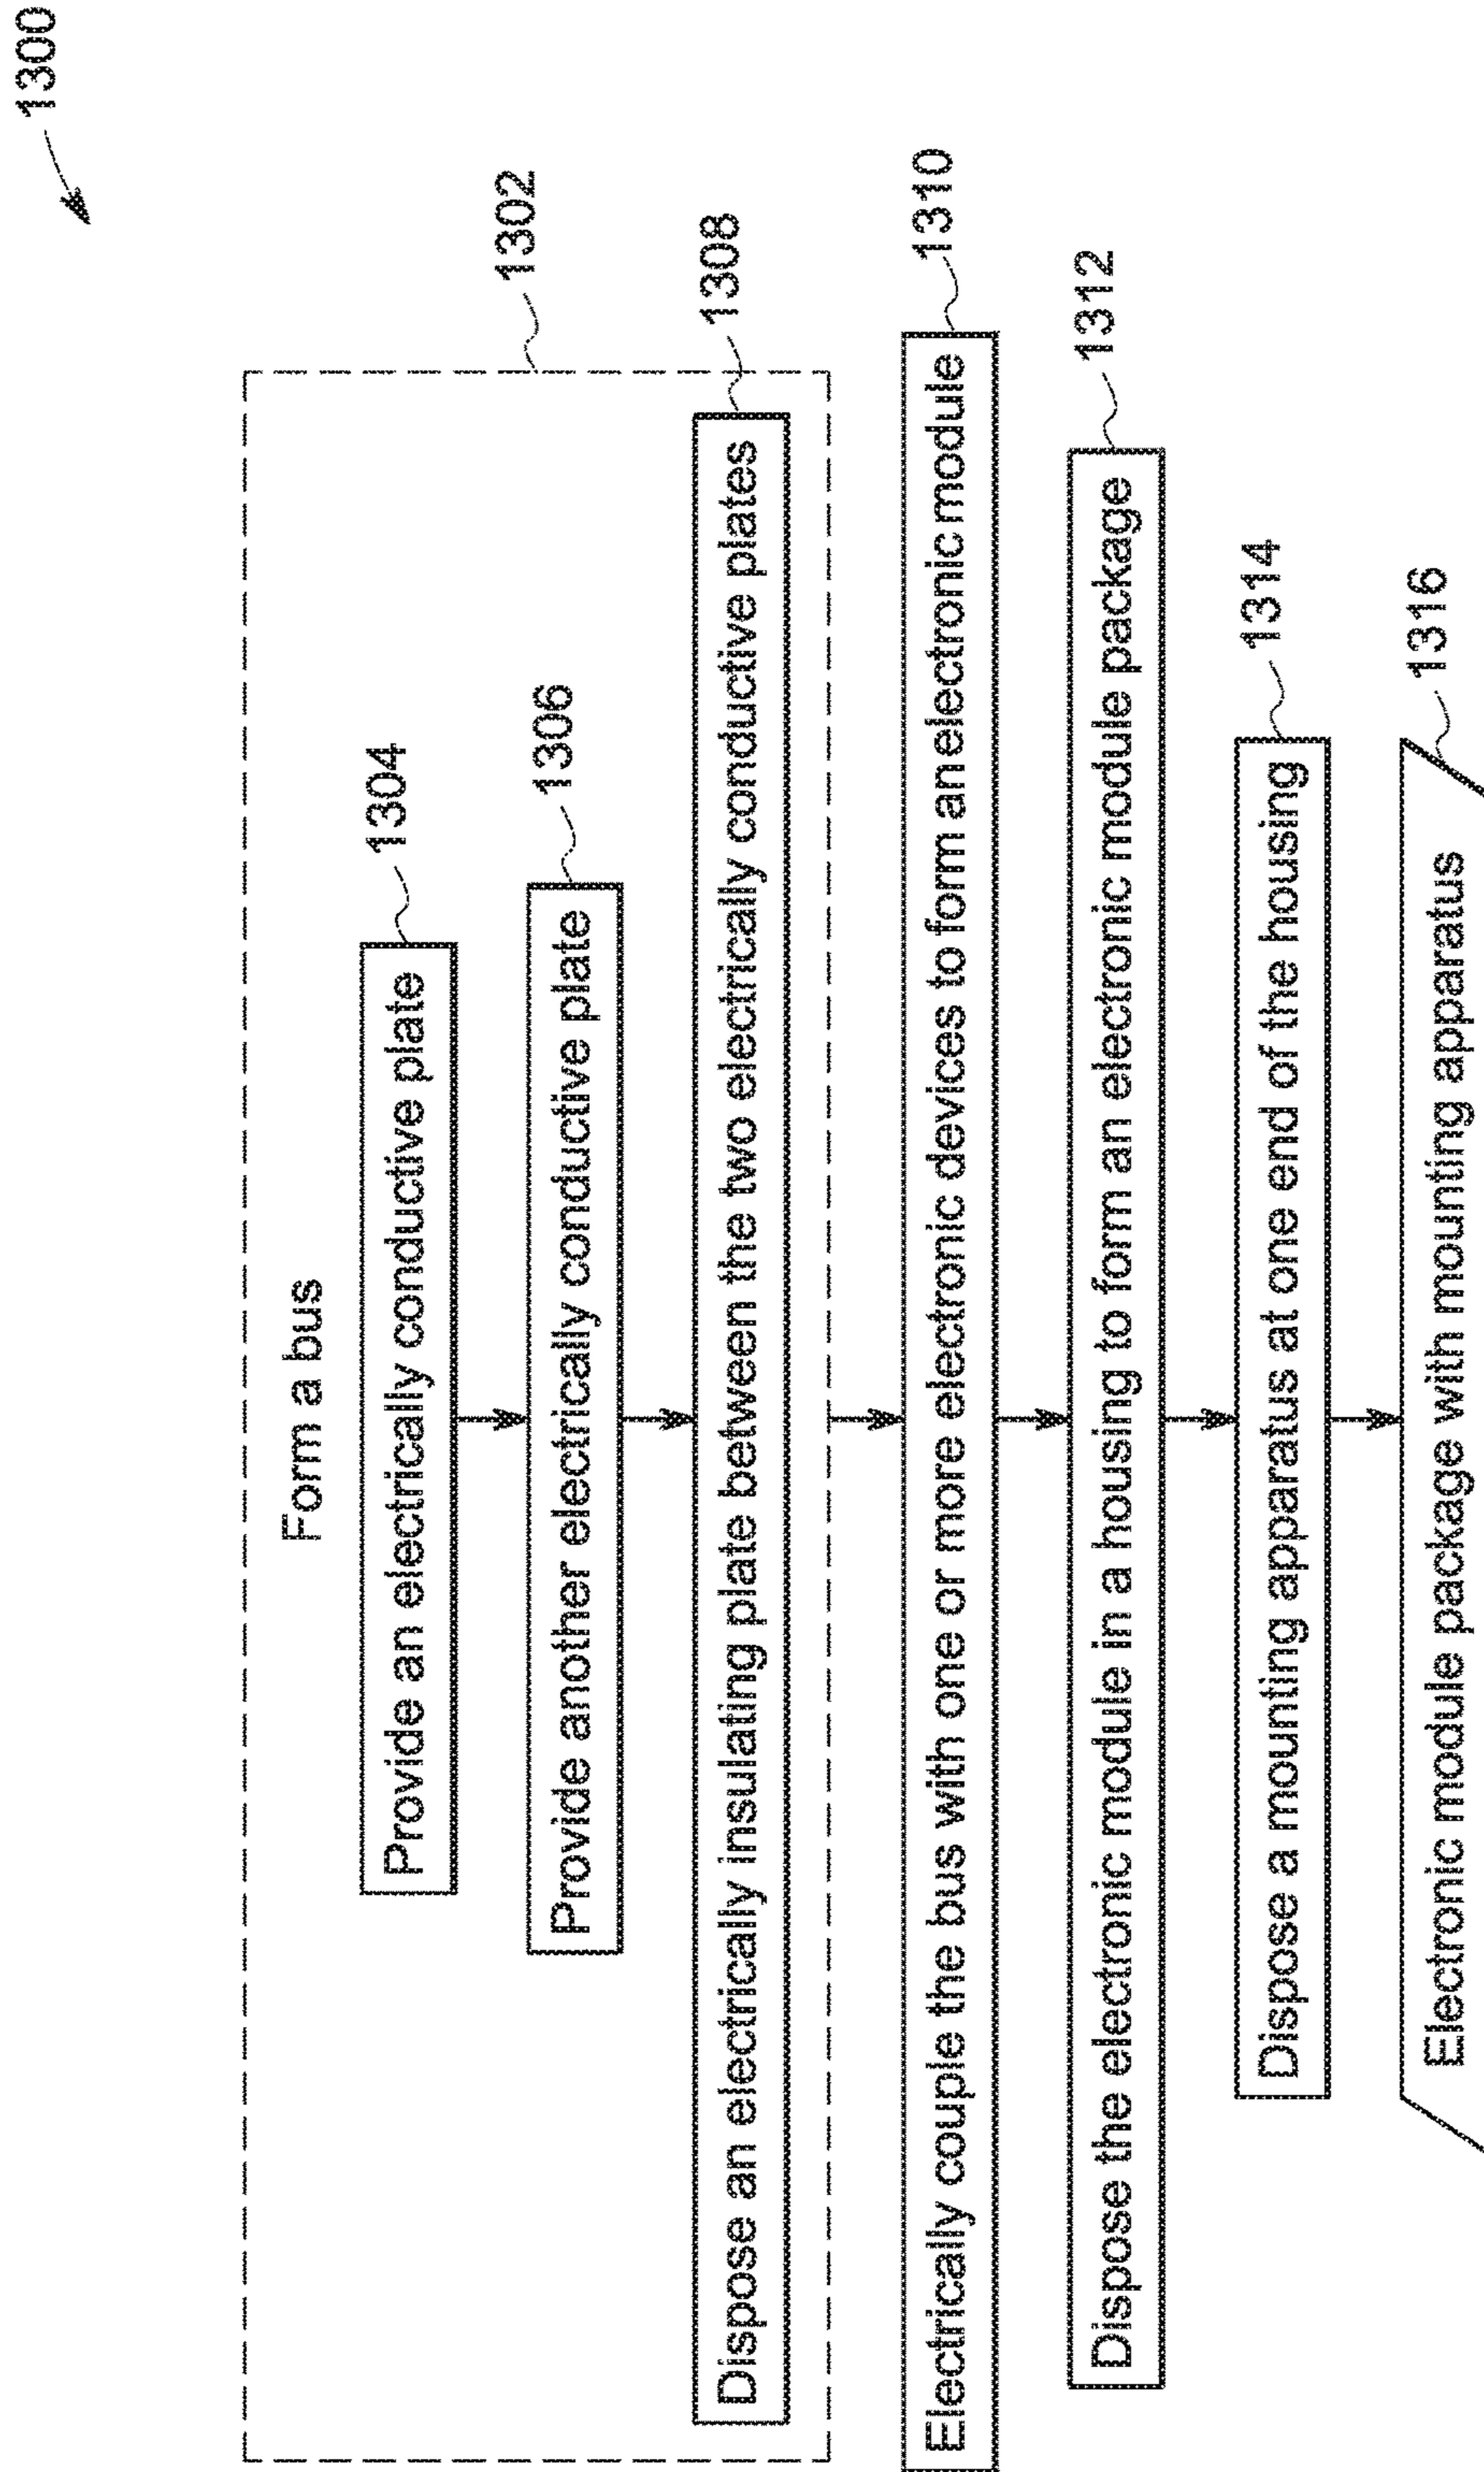 1300
Form a bus
1302
Provide an electrically conductive plate
1304
Provide another electrically conductive plate
1306
Dispose an electrically insulating plate between the two electrically conductive plates
1308
Electrically couple the bus with one or more electronic devices to form an electronic module
1310
Dispose the electronic module in a housing to form an electronic module package
1312
Dispose a mounting apparatus at one end of the housing
1314
Electronic module package with mounting apparatus
1316